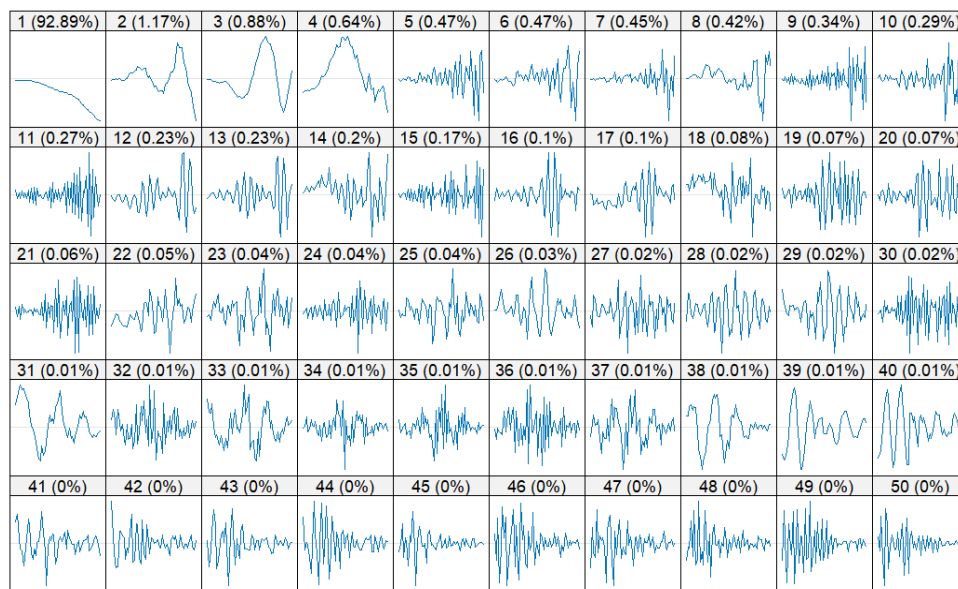 1 (92.89%) 2 (1.17%) 3 (0.88%) 4 (0.64%) 5 (0.47%) 6 (0.47%) 7 (0.45%) 8 (0.42%) 9 (0.34%) 10 (0.29%)
11 (0.27%) 12 (0.23%) 13 (0.23%) 14 (0.2%) 15 (0.17%) 16 (0.1%) 17 (0.1%) 18 (0.08%) 19 (0.07%) 20 (0.07%)
21 (0.06%) 22 (0.05%) 23 (0.04%) 24 (0.04%) 25 (0.04%) 26 (0.03%) 27 (0.02%) 28 (0.02%) 29 (0.02%) 30 (0.02%)
31 (0.01%) 32 (0.01%) 33 (0.01%) 34 (0.01%) 35 (0.01%) 36 (0.01%) 37 (0.01%) 38 (0.01%) 39 (0.01%) 40 (0.01%)
41 (0%) 42 (0%) 43 (0%) 44 (0%) 45 (0%) 46 (0%) 47 (0%) 48 (0%) 49 (0%) 50 (0%)